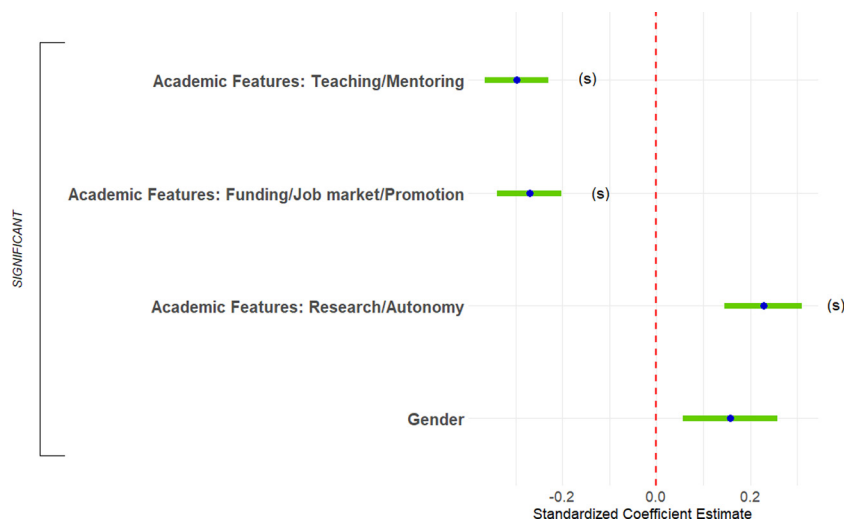 SIGNIFICANT
Academic Features: Teaching/Mentoring (s)
Academic Features: Funding/Job market/Promotion (s)
Academic Features: Research/Autonomy (s)
Gender
-0.2 0.0 0.2
Standardized Coefficient Estimate